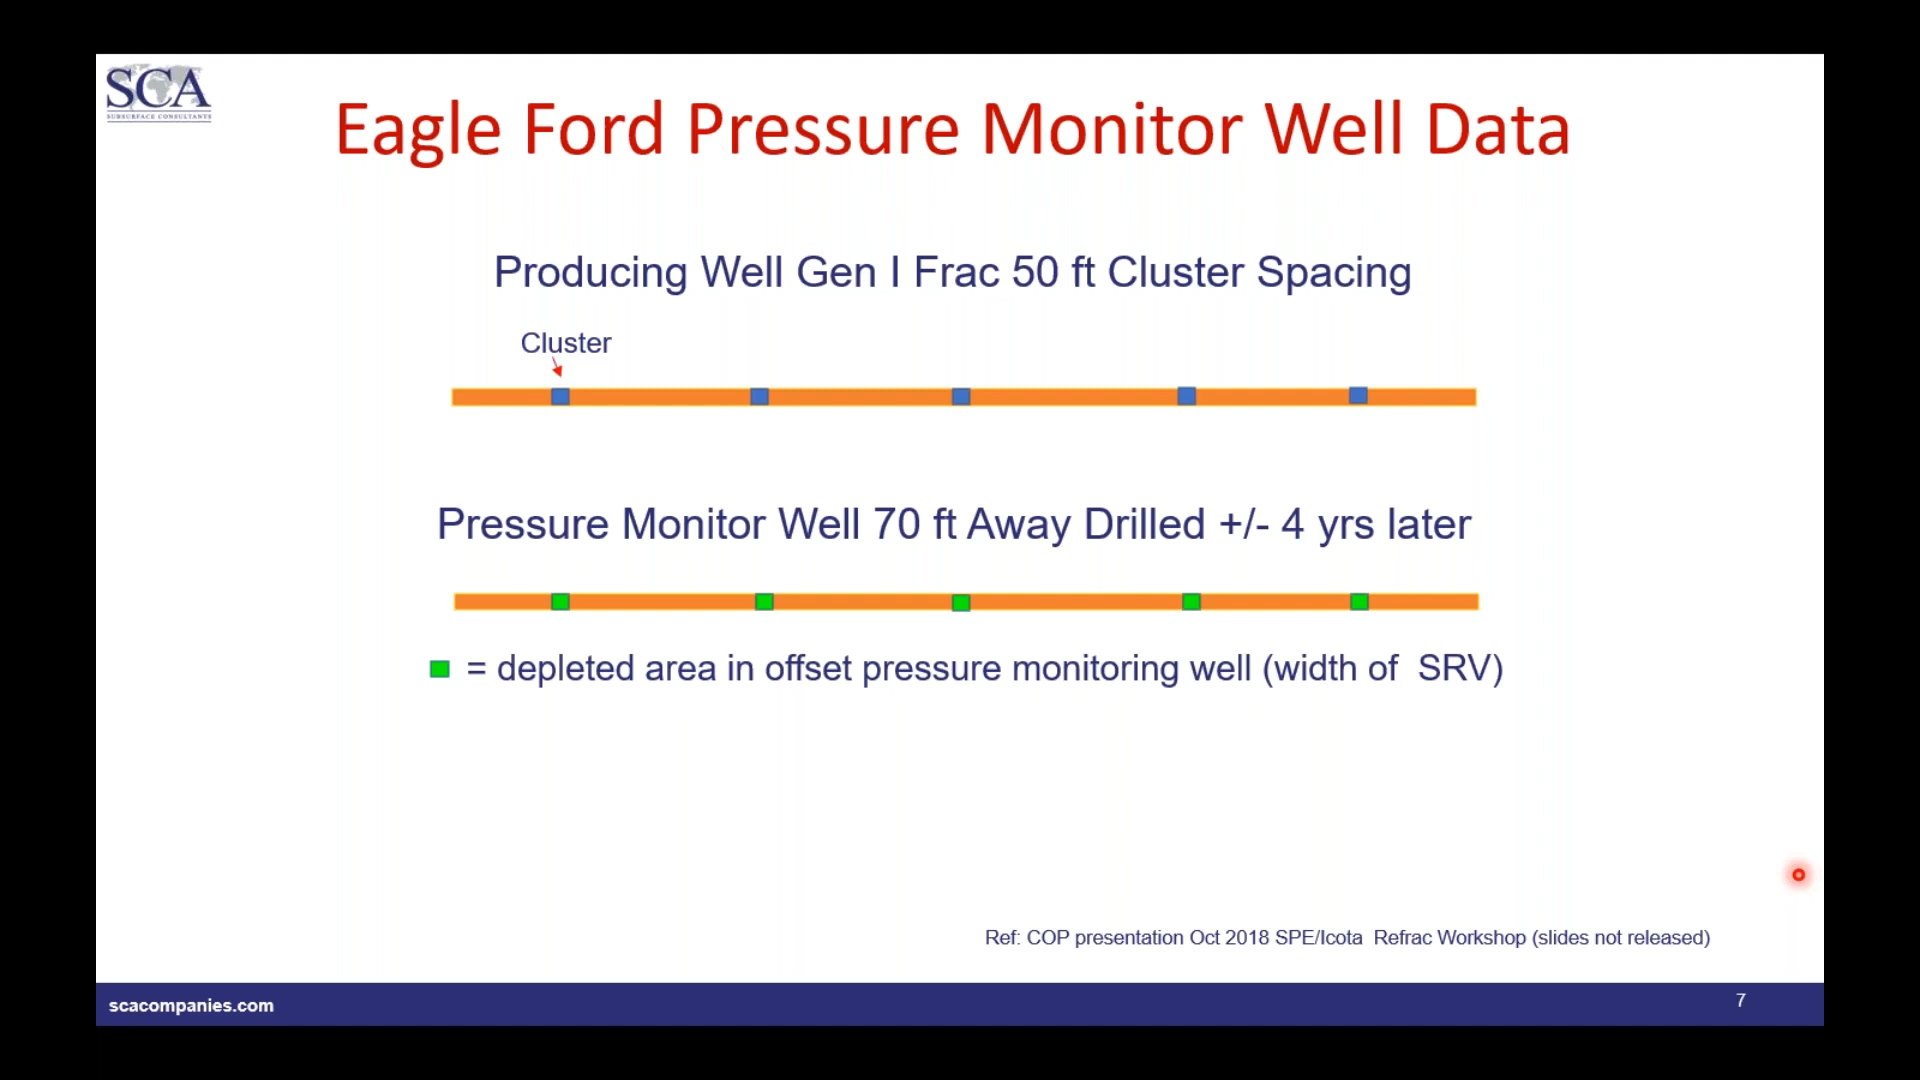 SCA
SUBSURFACE CONSULTANTS
Eagle Ford Pressure Monitor Well Data
Producing Well Gen I Frac 50 ft Cluster Spacing
Cluster
Pressure Monitor Well 70 ft Away Drilled +/- 4 yrs later
= depleted area in offset pressure monitoring well (width of SRV)
Ref: COP presentation Oct 2018 SPE/Icota Refrac Workshop (slides not released)
scacompanies.com
7